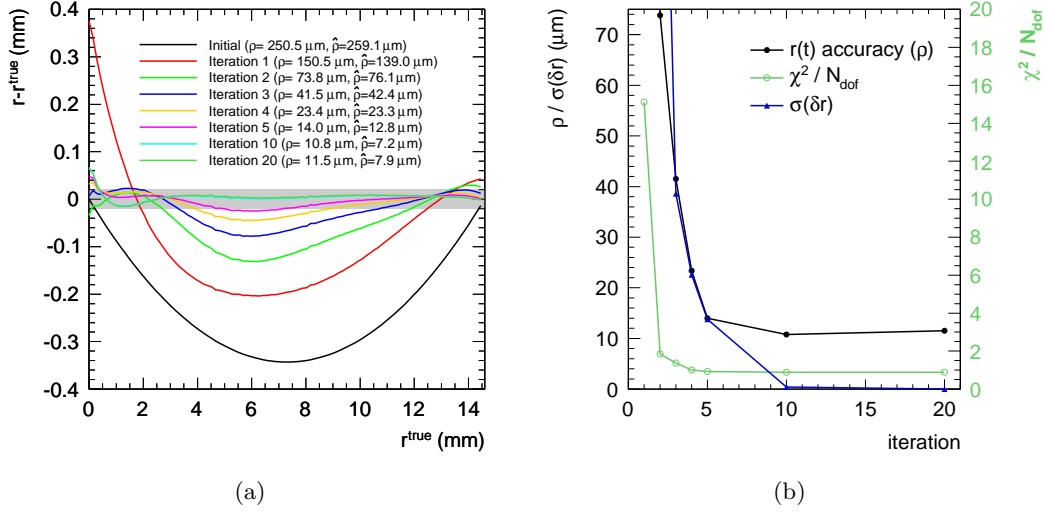 r-r^true (mm)
0.4
0.3
0.2
0.1
0
-0.1
-0.2
-0.3
-0.4
Initial (ρ= 250.5 μm, ρ̂=259.1 μm)
Iteration 1 (ρ= 150.5 μm, ρ̂=139.0 μm)
Iteration 2 (ρ= 73.8 μm, ρ̂=76.1 μm)
Iteration 3 (ρ= 41.5 μm, ρ̂=42.4 μm)
Iteration 4 (ρ= 23.4 μm, ρ̂=23.3 μm)
Iteration 5 (ρ= 14.0 μm, ρ̂=12.8 μm)
Iteration 10 (ρ= 10.8 μm, ρ̂=7.2 μm)
Iteration 20 (ρ= 11.5 μm, ρ̂=7.9 μm)
0 2 4 6 8 10 12 14
r^true (mm)
(a)
ρ / σ(δr) (μm)
70
60
50
40
30
20
10
0
r(t) accuracy (ρ)
χ² / N_dof
σ(δr)
0 5 10 15 20
iteration
20
18
16
14
12
10
8
6
4
2
0
χ² / N_dof
(b)